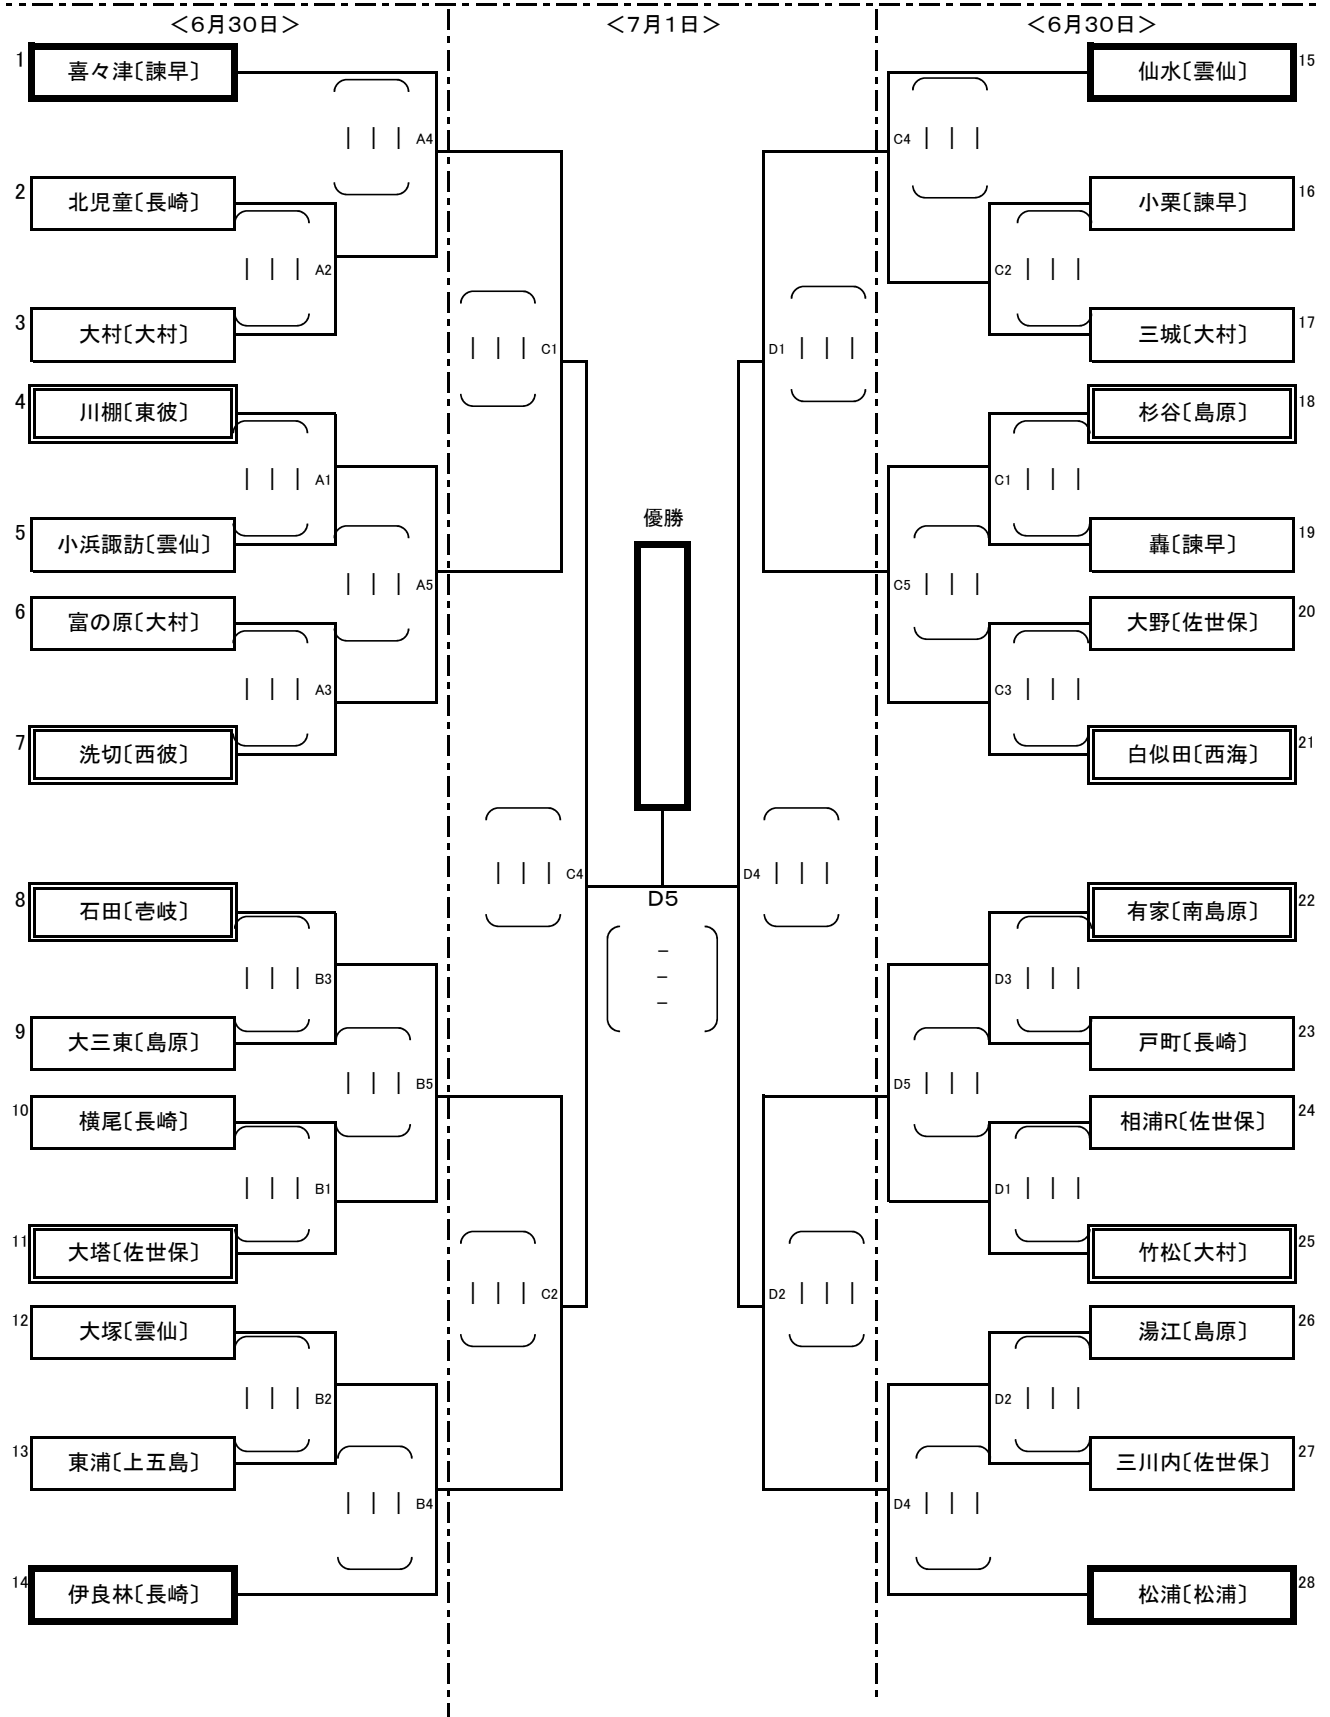 ＜6月30日＞ ＜7月1日＞ ＜6月30日＞
1 喜々津〔諫早〕
A4
2 北児童〔長崎〕
A2
3 大村〔大村〕
C1
4 川棚〔東彼〕
A1
5 小浜諏訪〔雲仙〕
A5
6 富の原〔大村〕
A3
7 洗切〔西彼〕
C4
8 石田〔壱岐〕
B3
9 大三東〔島原〕
B5
10 横尾〔長崎〕
B1
11 大塔〔佐世保〕
C2
12 大塚〔雲仙〕
B2
13 東浦〔上五島〕
B4
14 伊良林〔長崎〕
優勝
D5
－
－
－
仙水〔雲仙〕 15
C4
小栗〔諫早〕 16
C2
三城〔大村〕 17
D1
杉谷〔島原〕 18
C1
轟〔諫早〕 19
C5
大野〔佐世保〕 20
C3
白似田〔西海〕 21
D4
有家〔南島原〕 22
D3
戸町〔長崎〕 23
D5
相浦R〔佐世保〕 24
D1
竹松〔大村〕 25
D2
湯江〔島原〕 26
D2
三川内〔佐世保〕 27
D4
松浦〔松浦〕 28